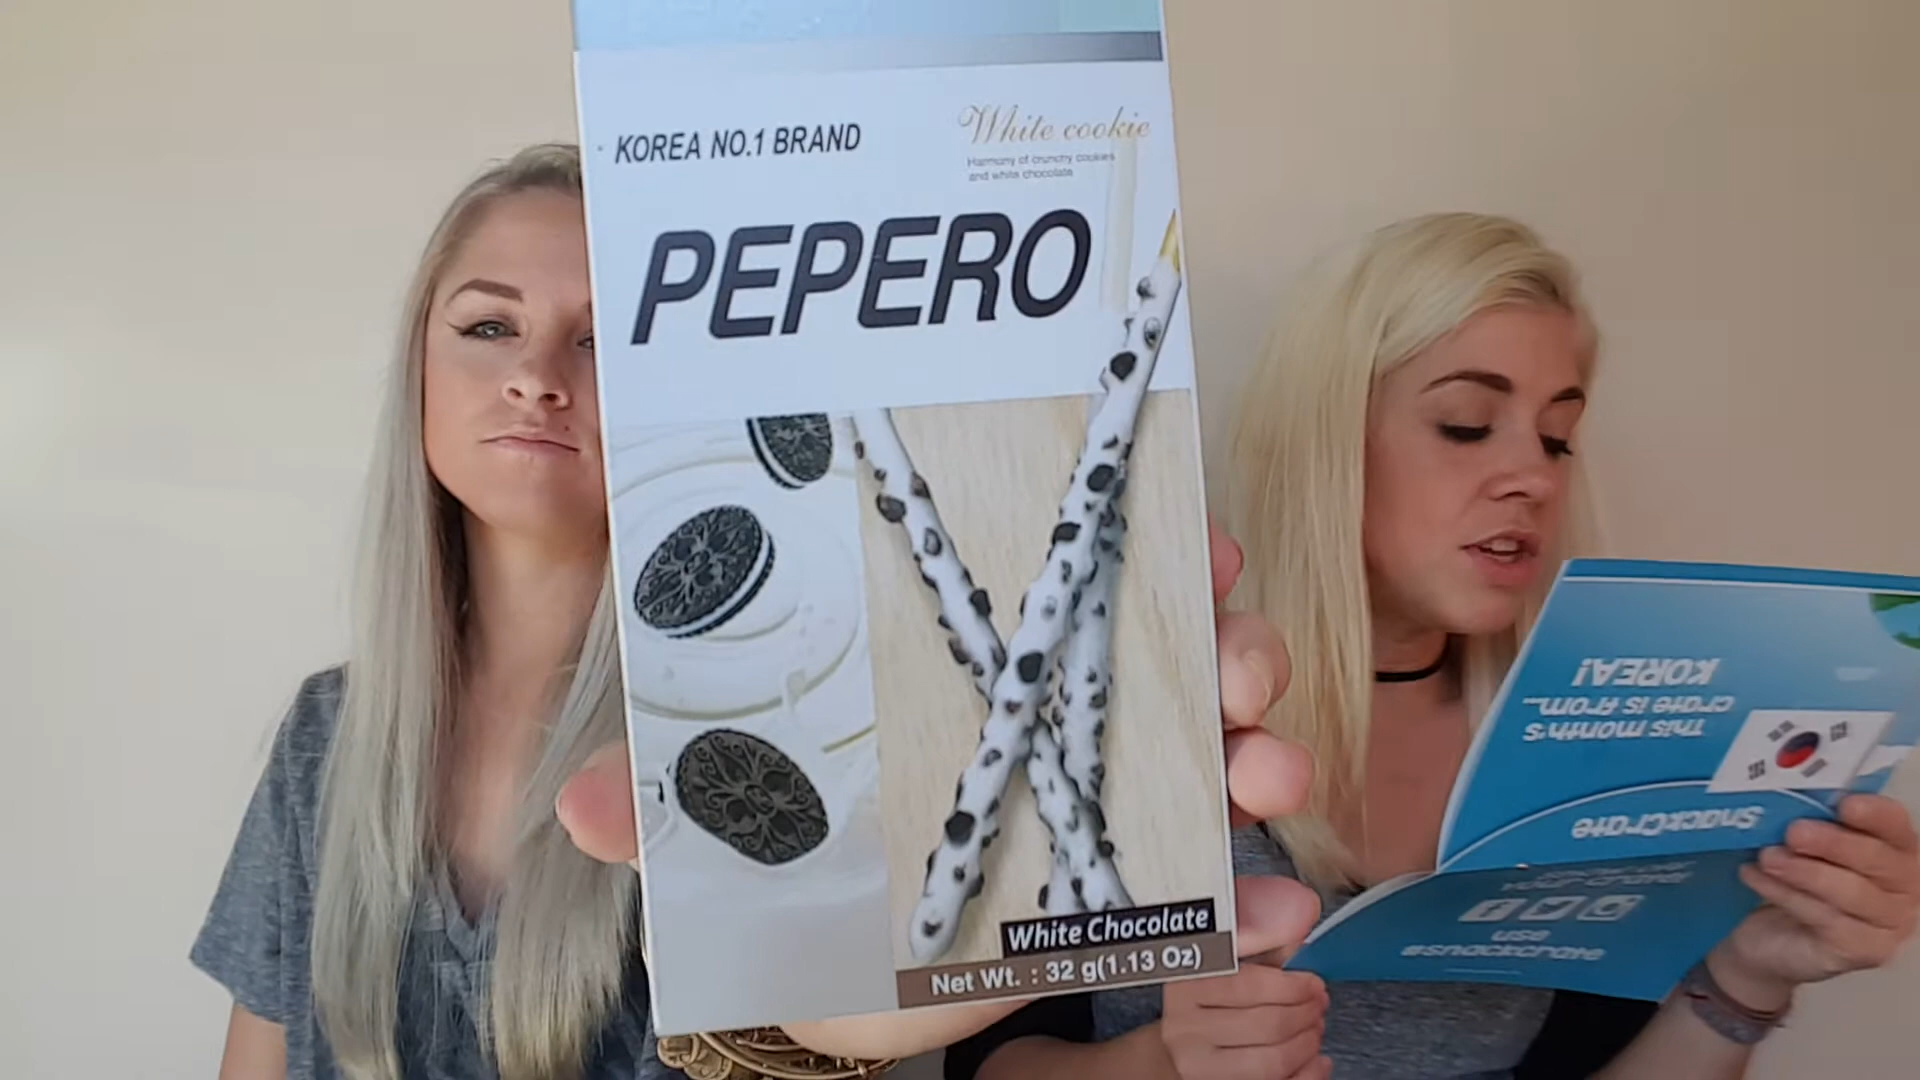 KOREA NO.1 BRAND
White cookie
Harmony of crunchy cookies
and white chocolate
PEPERO
White Chocolate
Net Wt. : 32 g(1.13 Oz)
This month's
crate is from...
KOREA!
SnackCrate
use
#snackcrate